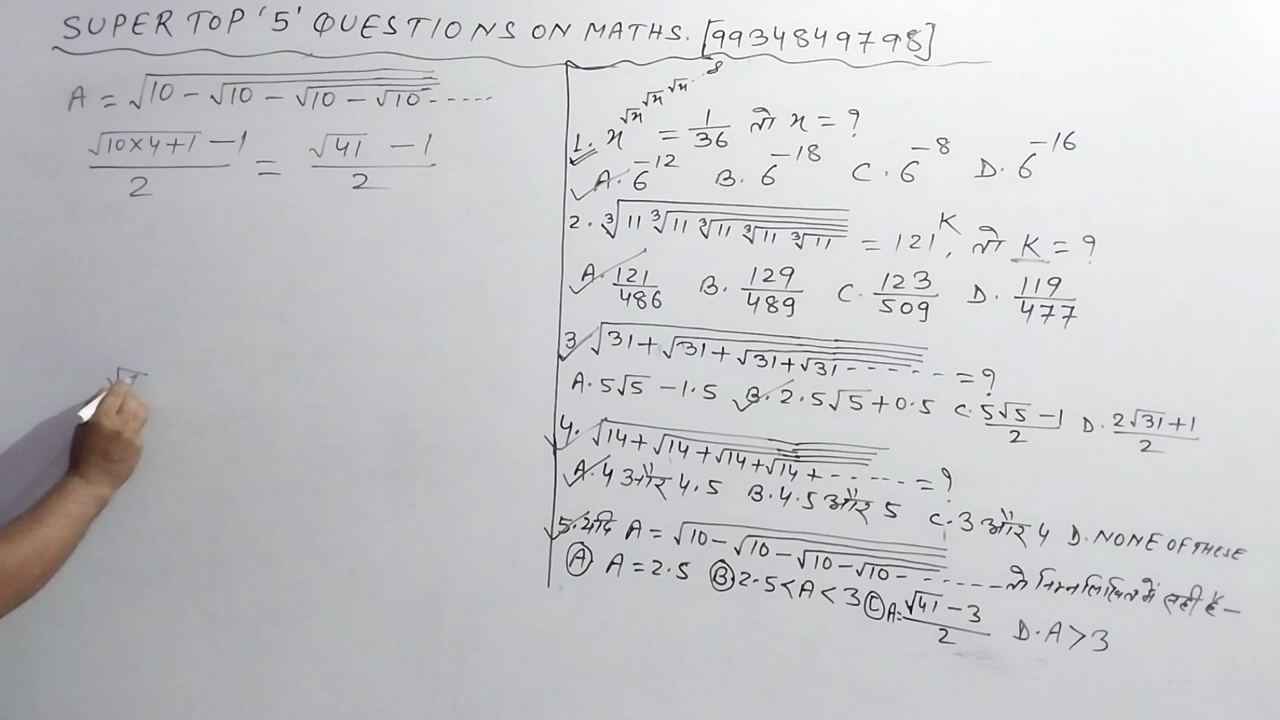 SUPER TOP '5' QUESTIONS ON MATHS. [9934849798]
A = √10 - √10 - √10 - √10 .....
√10×4+1 - 1 / 2 = √41 - 1 / 2
1. x^√x^√x^√x^...∞ = 1/36 तो x = ?
A. 6^-12 B. 6^-18 C. 6^-8 D. 6^-16
2. ∛11 ∛11 ∛11 ∛11 ∛11 = 121^K, तो K = ?
A. 121/486 B. 129/489 C. 123/509 D. 119/477
3 √31 + √31 + √31 + √31 ------- = ?
A. 5√5 - 1.5 B. 2.5√5 + 0.5 C. 5√5 - 1 / 2 D. 2√31 + 1 / 2
4. √14 + √14 + √14 + √14 + ------ = ?
A. 4 और 4.5 B. 4.5 और 5 C. 3 और 4 D. NONE OF THESE
5. यदि A = √10 - √10 - √10 - √10 - ------- तो निम्नलिखित में सही है -
(A) A = 2.5 (B) 2.5 < A < 3 (C) A = √41 - 3 / 2 D. A > 3